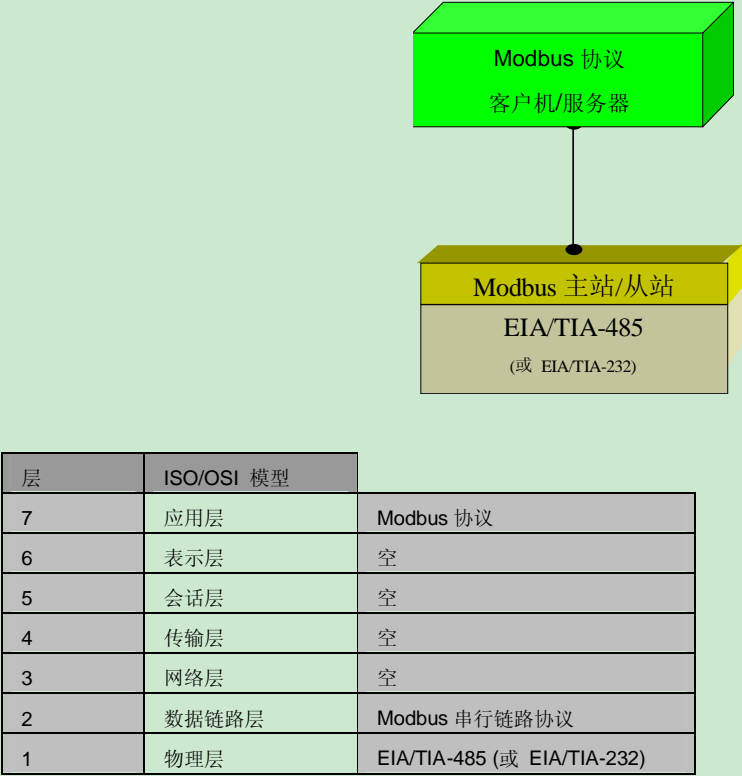 Modbus 协议
客户机/服务器
Modbus 主站/从站
EIA/TIA-485
(或 EIA/TIA-232)
层 ISO/OSI 模型
7 应用层 Modbus 协议
6 表示层 空
5 会话层 空
4 传输层 空
3 网络层 空
2 数据链路层 Modbus 串行链路协议
1 物理层 EIA/TIA-485 (或 EIA/TIA-232)